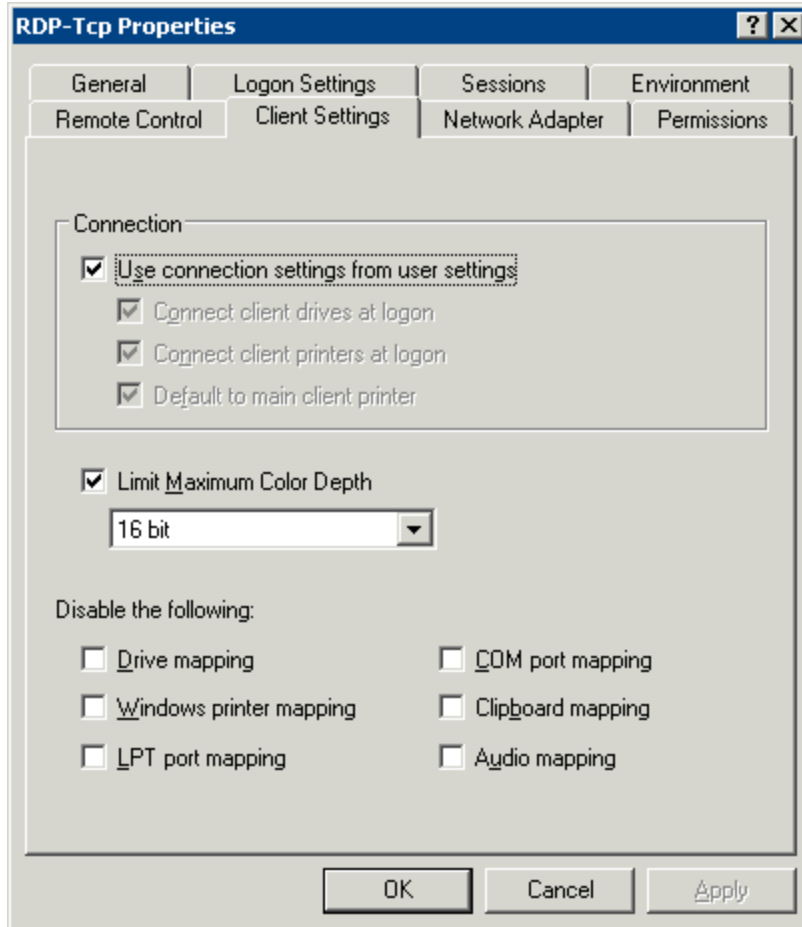 RDP-Tcp Properties
General Logon Settings Sessions Environment
Remote Control Client Settings Network Adapter Permissions
Connection
Use connection settings from user settings
Connect client drives at logon
Connect client printers at logon
Default to main client printer
Limit Maximum Color Depth
16 bit
Disable the following:
Drive mapping COM port mapping
Windows printer mapping Clipboard mapping
LPT port mapping Audio mapping
OK Cancel Apply